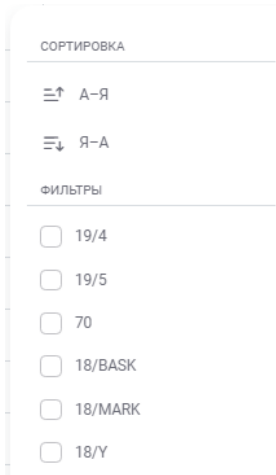 СОРТИРОВКА
А–Я
Я–А
ФИЛЬТРЫ
19/4
19/5
70
18/BASK
18/MARK
18/Y